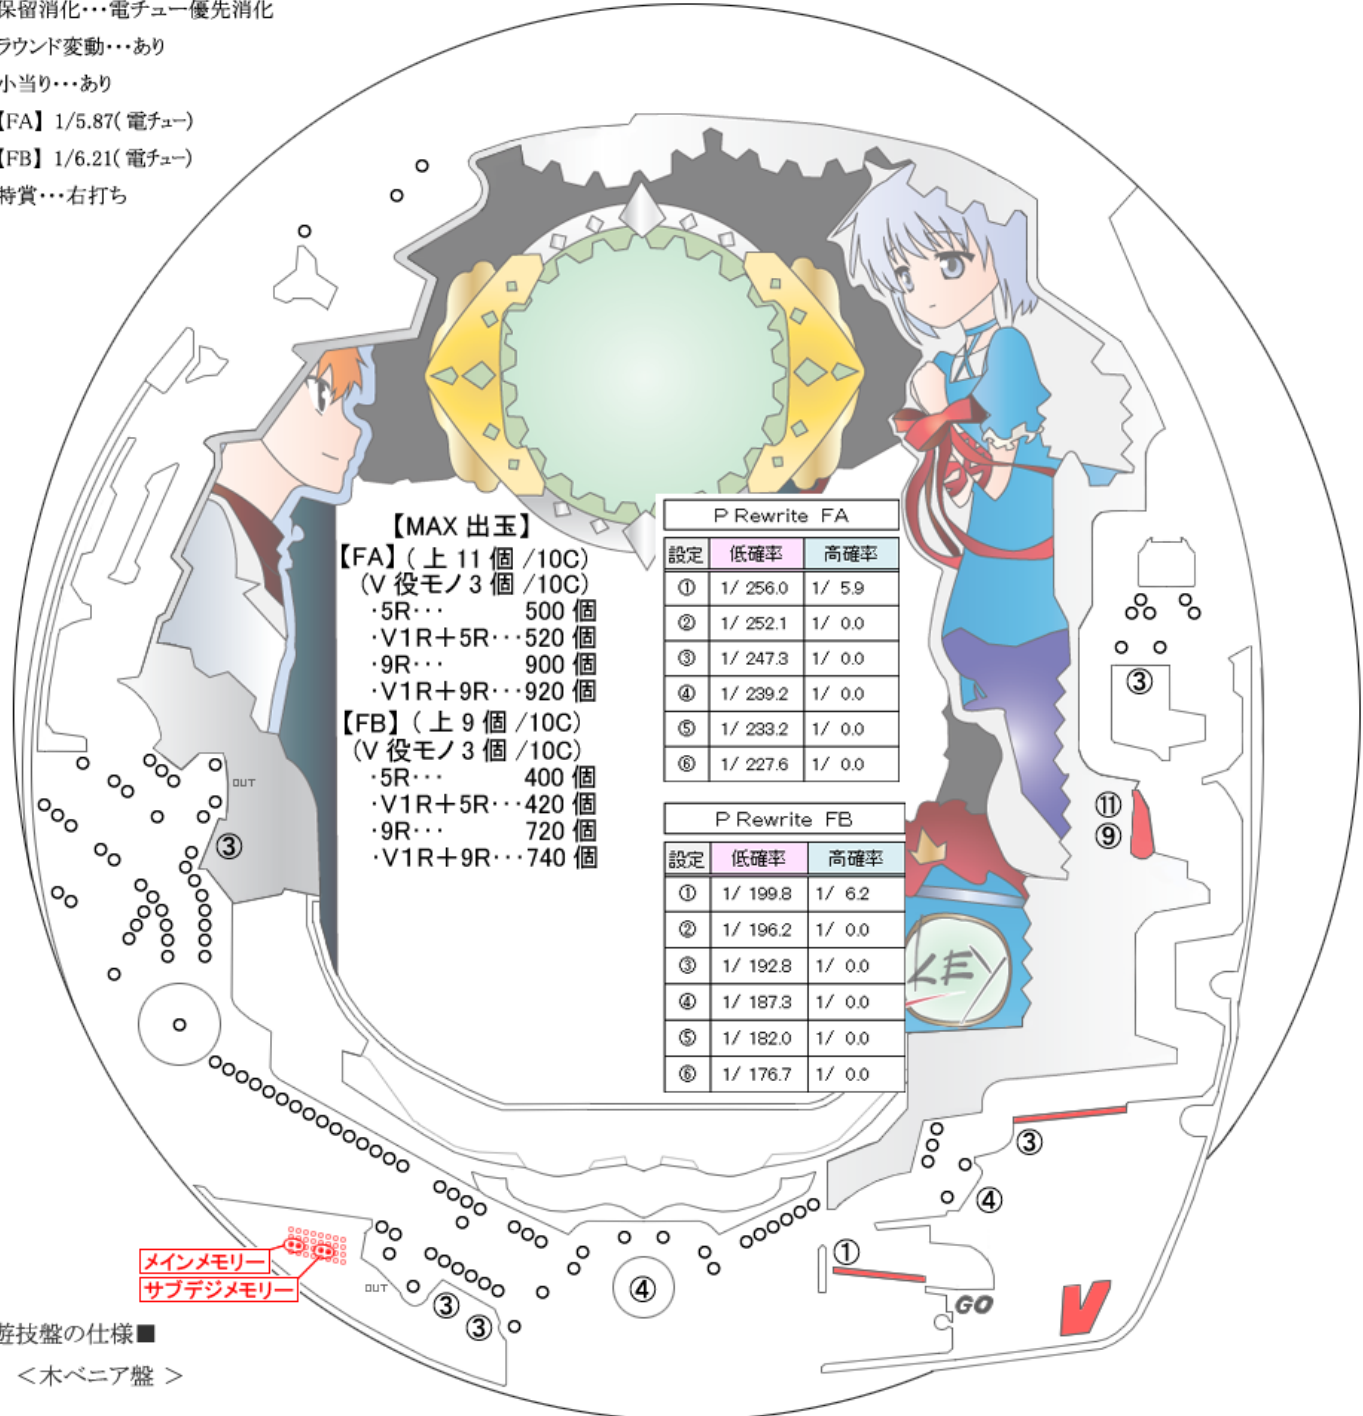 保留消化･･･電チュー優先消化
ラウンド変動･･･あり
小当り･･･あり
【FA】 1/5.87( 電チュー)
【FB】 1/6.21( 電チュー)
特賞･･･右打ち
【MAX 出玉】
【FA】( 上 11 個 /10C)
(V 役モノ 3 個 /10C)
･5R･･･ 500 個
･V1R＋5R･･･520 個
･9R･･･ 900 個
･V1R＋9R･･･920 個
【FB】( 上 9 個 /10C)
(V 役モノ 3 個 /10C)
･5R･･･ 400 個
･V1R＋5R･･･420 個
･9R･･･ 720 個
･V1R＋9R･･･740 個
P Rewrite FA
設定 低確率 高確率
① 1/ 256.0 1/ 5.9
② 1/ 252.1 1/ 0.0
③ 1/ 247.3 1/ 0.0
④ 1/ 239.2 1/ 0.0
⑤ 1/ 233.2 1/ 0.0
⑥ 1/ 227.6 1/ 0.0
P Rewrite FB
設定 低確率 高確率
① 1/ 199.8 1/ 6.2
② 1/ 196.2 1/ 0.0
③ 1/ 192.8 1/ 0.0
④ 1/ 187.3 1/ 0.0
⑤ 1/ 182.0 1/ 0.0
⑥ 1/ 176.7 1/ 0.0
③
⑪
⑨
OUT
③
KEY
③
④
①
④
GO
V
メインメモリー
サブデジメモリー
OUT
③
③
遊技盤の仕様■
＜木ベニア盤 ＞